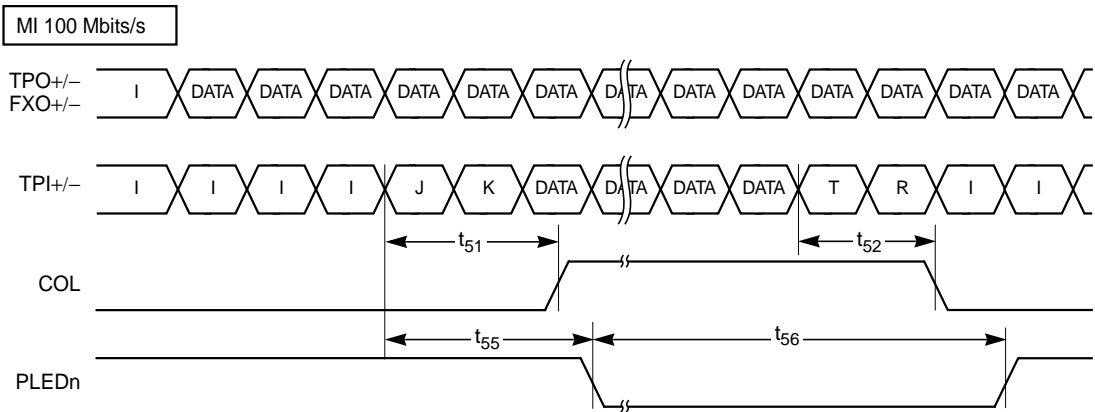 MI 100 Mbits/s
TPO+/–
FXO+/–
I DATA DATA DATA DATA DATA DATA DATA DATA DATA DATA DATA DATA DATA
TPI+/–
I I I I J K DATA DATA DATA DATA T R I I
t51
t52
COL
t55
t56
PLEDn